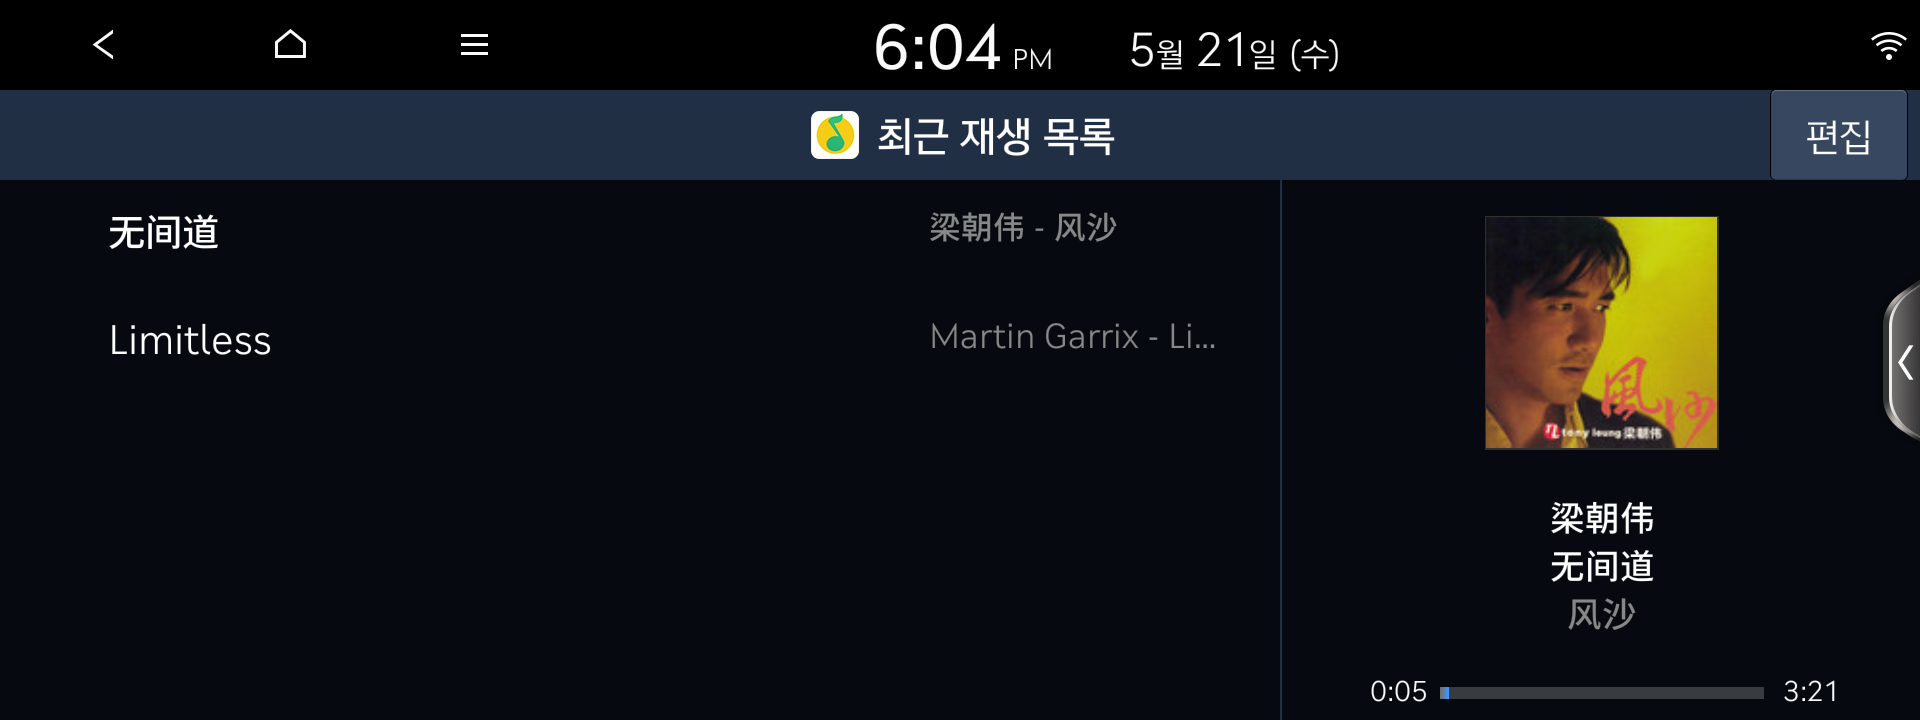 6:04 PM 5월 21일 (수)
최근 재생 목록
편집
无间道 梁朝伟 - 风沙
Limitless Martin Garrix - Li...
風沙
tony leung 梁朝伟
梁朝伟
无间道
风沙
0:05 3:21